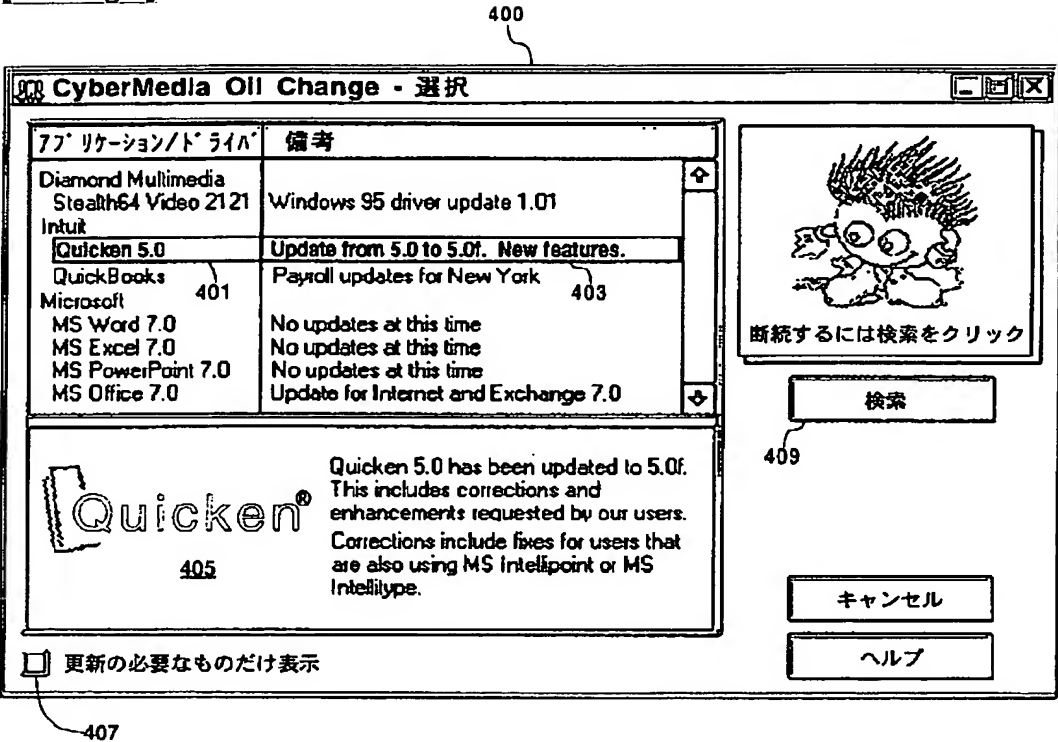 400
CyberMedia Oil Change - 選択
アプリケーション/ドライバ 備考
Diamond Multimedia
Stealth64 Video 2121 Windows 95 driver update 1.01
Intuit
Quicken 5.0 Update from 5.0 to 5.0f. New features.
QuickBooks Payroll updates for New York
401 403
Microsoft
MS Word 7.0 No updates at this time
MS Excel 7.0 No updates at this time
MS PowerPoint 7.0 No updates at this time
MS Office 7.0 Update for Internet and Exchange 7.0
断続するには検索をクリック
検索
409
Quicken®
405
Quicken 5.0 has been updated to 5.0f.
This includes corrections and
enhancements requested by our users.
Corrections include fixes for users that
are also using MS Intellipoint or MS
Intellitype.
キャンセル
ヘルプ
更新の必要なものだけ表示
407